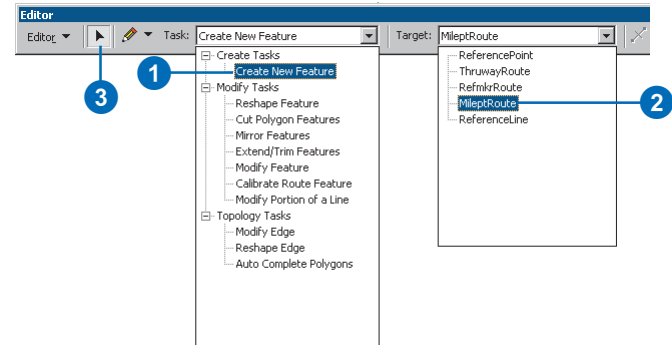 Editor
Editor Task: Create New Feature Target: MileptRoute
Create Tasks
1 Create New Feature
Modify Tasks
Reshape Feature
Cut Polygon Features
Mirror Features
Extend/Trim Features
Modify Feature
Calibrate Route Feature
Modify Portion of a Line
Topology Tasks
Modify Edge
Reshape Edge
Auto Complete Polygons
ReferencePoint
ThruwayRoute
RefmkrRoute
MileptRoute 2
ReferenceLine
3